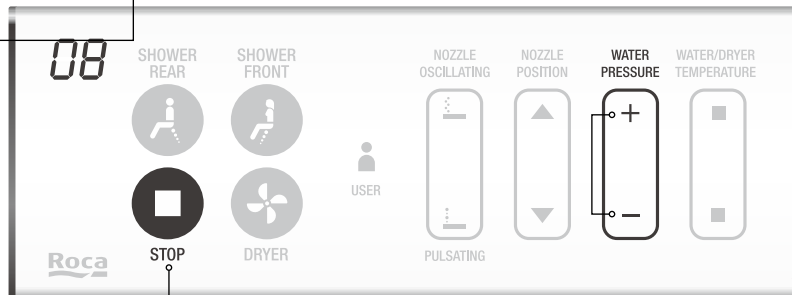 08
SHOWER
REAR
SHOWER
FRONT
NOZZLE
OSCILLATING
NOZZLE
POSITION
WATER
PRESSURE
WATER/DRYER
TEMPERATURE
+
USER
−
STOP
DRYER
PULSATING
Roca